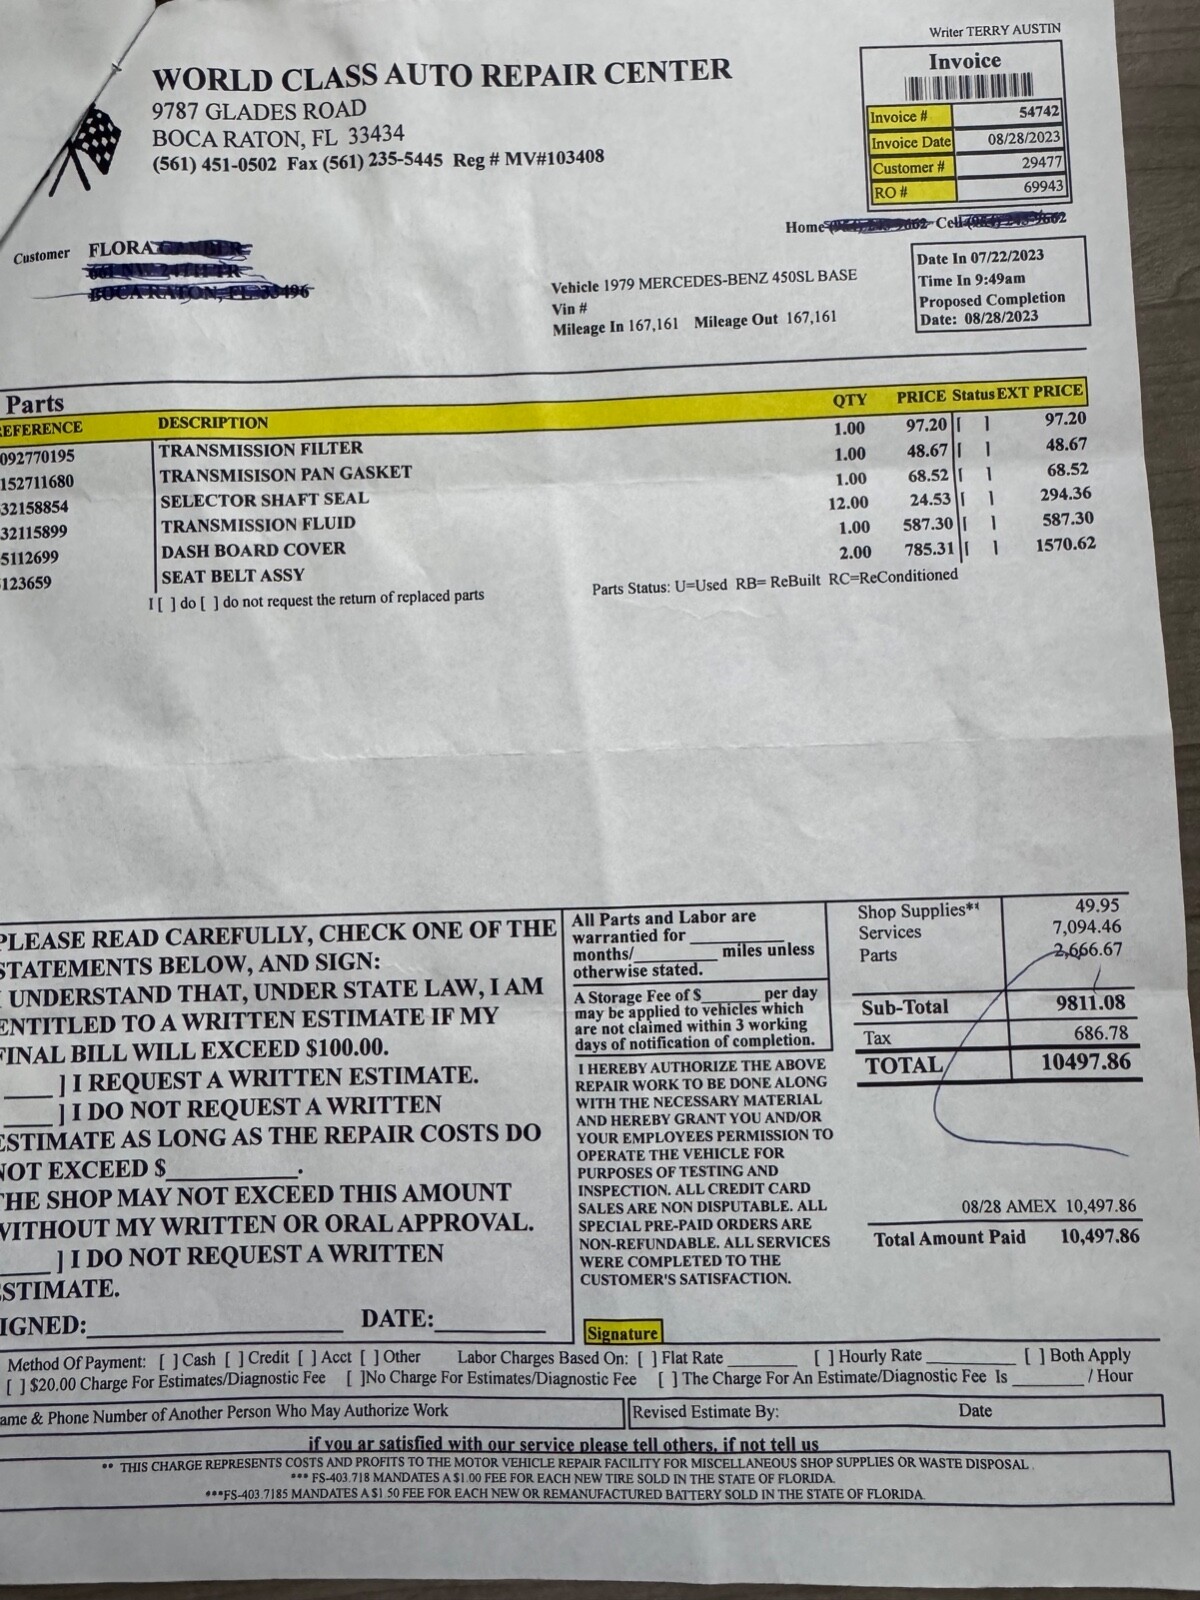 Writer TERRY AUSTIN
WORLD CLASS AUTO REPAIR CENTER
9787 GLADES ROAD
BOCA RATON, FL 33434
(561) 451-0502 Fax (561) 235-5445 Reg # MV#103408
Invoice
Invoice # 54742
Invoice Date 08/28/2023
Customer # 29477
RO # 69943
Home Cell
Customer FLORA
Vehicle 1979 MERCEDES-BENZ 450SL BASE
Vin #
Mileage In 167,161 Mileage Out 167,161
Date In 07/22/2023
Time In 9:49am
Proposed Completion
Date: 08/28/2023
Parts
EFERENCE DESCRIPTION QTY PRICE Status EXT PRICE
092770195 TRANSMISSION FILTER 1.00 97.20 [ ] 97.20
152711680 TRANSMISISON PAN GASKET 1.00 48.67 [ ] 48.67
32158854 SELECTOR SHAFT SEAL 1.00 68.52 [ ] 68.52
32115899 TRANSMISSION FLUID 12.00 24.53 [ ] 294.36
5112699 DASH BOARD COVER 1.00 587.30 [ ] 587.30
123659 SEAT BELT ASSY 2.00 785.31 [ ] 1570.62
I [ ] do [ ] do not request the return of replaced parts
Parts Status: U=Used RB= ReBuilt RC=ReConditioned
PLEASE READ CAREFULLY, CHECK ONE OF THE
STATEMENTS BELOW, AND SIGN:
I UNDERSTAND THAT, UNDER STATE LAW, I AM
ENTITLED TO A WRITTEN ESTIMATE IF MY
FINAL BILL WILL EXCEED $100.00.
____ ] I REQUEST A WRITTEN ESTIMATE.
____ ] I DO NOT REQUEST A WRITTEN
ESTIMATE AS LONG AS THE REPAIR COSTS DO
NOT EXCEED $__________.
THE SHOP MAY NOT EXCEED THIS AMOUNT
WITHOUT MY WRITTEN OR ORAL APPROVAL.
____ ] I DO NOT REQUEST A WRITTEN
ESTIMATE.
IGNED:____________________ DATE:__________
All Parts and Labor are
warrantied for __________
months/__________ miles unless
otherwise stated.
A Storage Fee of $______ per day
may be applied to vehicles which
are not claimed within 3 working
days of notification of completion.
I HEREBY AUTHORIZE THE ABOVE
REPAIR WORK TO BE DONE ALONG
WITH THE NECESSARY MATERIAL
AND HEREBY GRANT YOU AND/OR
YOUR EMPLOYEES PERMISSION TO
OPERATE THE VEHICLE FOR
PURPOSES OF TESTING AND
INSPECTION. ALL CREDIT CARD
SALES ARE NON DISPUTABLE. ALL
SPECIAL PRE-PAID ORDERS ARE
NON-REFUNDABLE. ALL SERVICES
WERE COMPLETED TO THE
CUSTOMER'S SATISFACTION.
Signature
Shop Supplies** 49.95
Services 7,094.46
Parts 2,666.67
Sub-Total 9811.08
Tax 686.78
TOTAL 10497.86
08/28 AMEX 10,497.86
Total Amount Paid 10,497.86
Method Of Payment: [ ] Cash [ ] Credit [ ] Acct [ ] Other Labor Charges Based On: [ ] Flat Rate ________ [ ] Hourly Rate __________ [ ] Both Apply
[ ] $20.00 Charge For Estimates/Diagnostic Fee [ ]No Charge For Estimates/Diagnostic Fee [ ] The Charge For An Estimate/Diagnostic Fee Is ________ / Hour
ame & Phone Number of Another Person Who May Authorize Work Revised Estimate By: Date
if you ar satisfied with our service please tell others, if not tell us
** THIS CHARGE REPRESENTS COSTS AND PROFITS TO THE MOTOR VEHICLE REPAIR FACILITY FOR MISCELLANEOUS SHOP SUPPLIES OR WASTE DISPOSAL
*** FS-403.718 MANDATES A $1.00 FEE FOR EACH NEW TIRE SOLD IN THE STATE OF FLORIDA.
***FS-403.7185 MANDATES A $1.50 FEE FOR EACH NEW OR REMANUFACTURED BATTERY SOLD IN THE STATE OF FLORIDA.